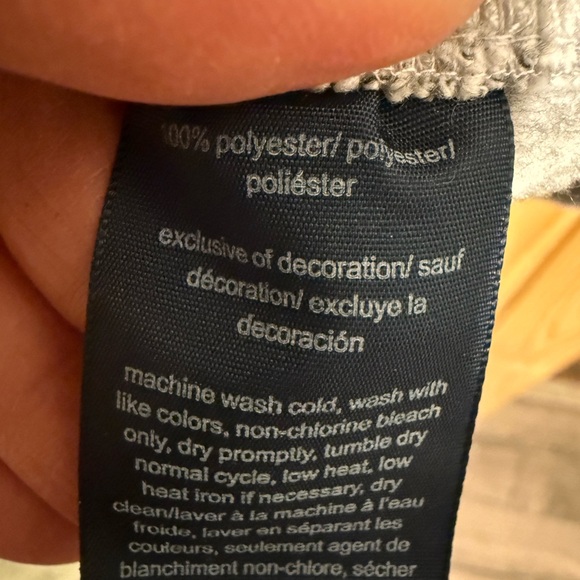 100% polyester/ polyester/
poliéster
exclusive of decoration/ sauf
décoration/ excluye la
decoración
machine wash cold, wash with
like colors, non-chlorine bleach
only, dry promptly, tumble dry
normal cycle, low heat, low
heat iron if necessary, dry
clean/laver à la machine à l'eau
froide, laver en séparant les
couleurs, seulement agent de
blanchiment non-chlore, sécher